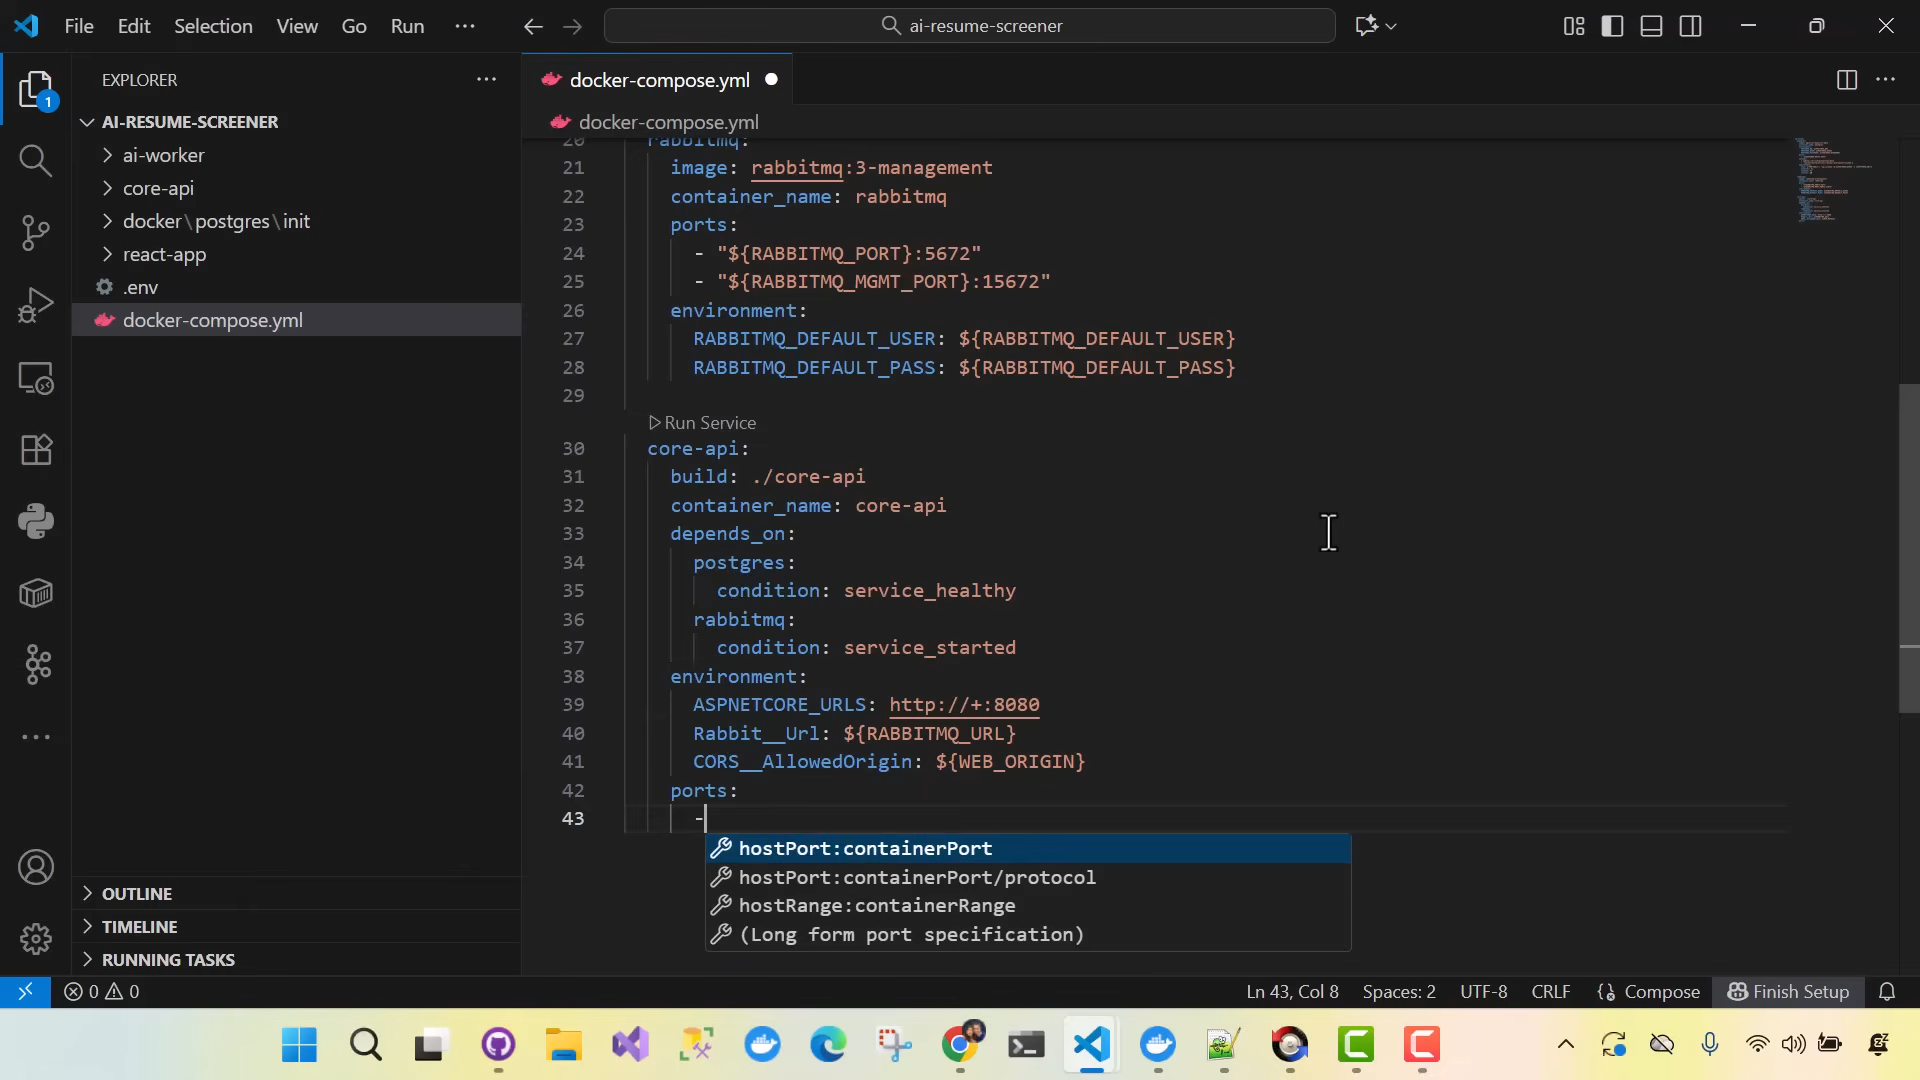 File Edit Selection View Go Run ··· ai-resume-screener
EXPLORER
docker-compose.yml
AI-RESUME-SCREENER
ai-worker
core-api
docker\postgres\init
react-app
.env
docker-compose.yml
1
OUTLINE
TIMELINE
RUNNING TASKS
docker-compose.yml
20 rabbitmq:
21 image: rabbitmq:3-management
22 container_name: rabbitmq
23 ports:
24 - "${RABBITMQ_PORT}:5672"
25 - "${RABBITMQ_MGMT_PORT}:15672"
26 environment:
27 RABBITMQ_DEFAULT_USER: ${RABBITMQ_DEFAULT_USER}
28 RABBITMQ_DEFAULT_PASS: ${RABBITMQ_DEFAULT_PASS}
29
Run Service
30 core-api:
31 build: ./core-api
32 container_name: core-api
33 depends_on:
34 postgres:
35 condition: service_healthy
36 rabbitmq:
37 condition: service_started
38 environment:
39 ASPNETCORE_URLS: http://+:8080
40 Rabbit__Url: ${RABBITMQ_URL}
41 CORS__AllowedOrigin: ${WEB_ORIGIN}
42 ports:
43 -
hostPort:containerPort
hostPort:containerPort/protocol
hostRange:containerRange
(Long form port specification)
0 0 Ln 43, Col 8 Spaces: 2 UTF-8 CRLF Compose Finish Setup